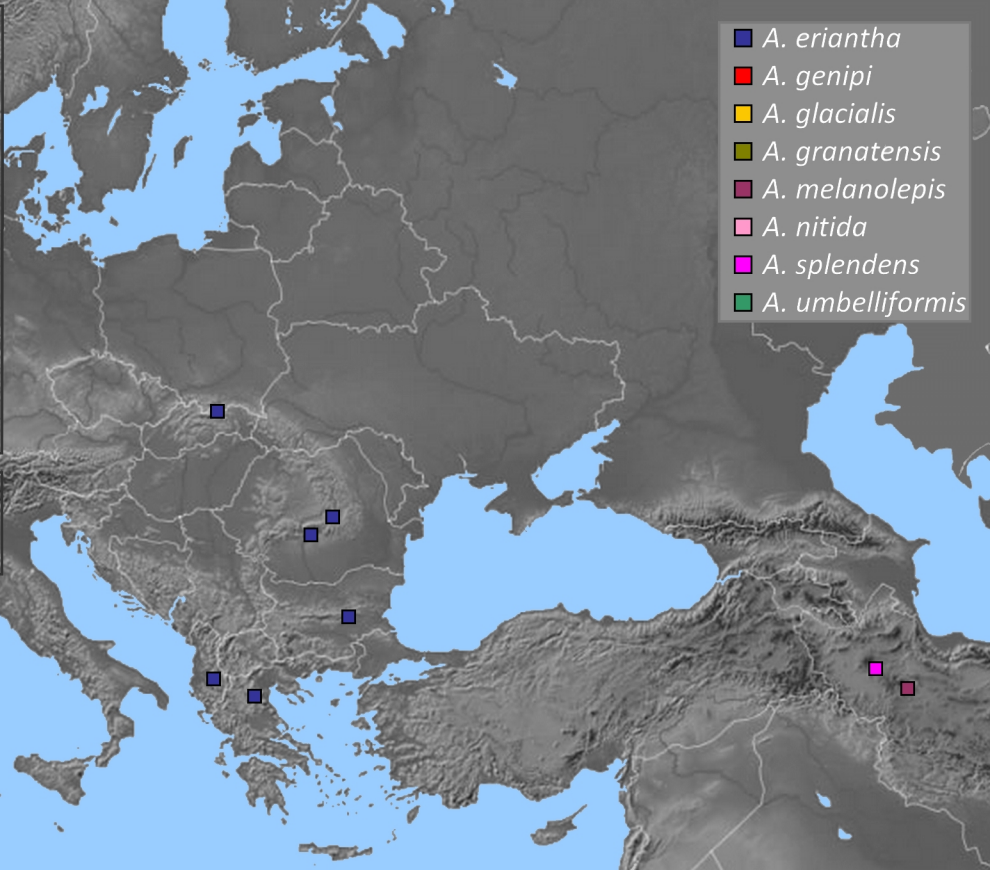 A. eriantha
A. genipi
A. glacialis
A. granatensis
A. melanolepis
A. nitida
A. splendens
A. umbelliformis